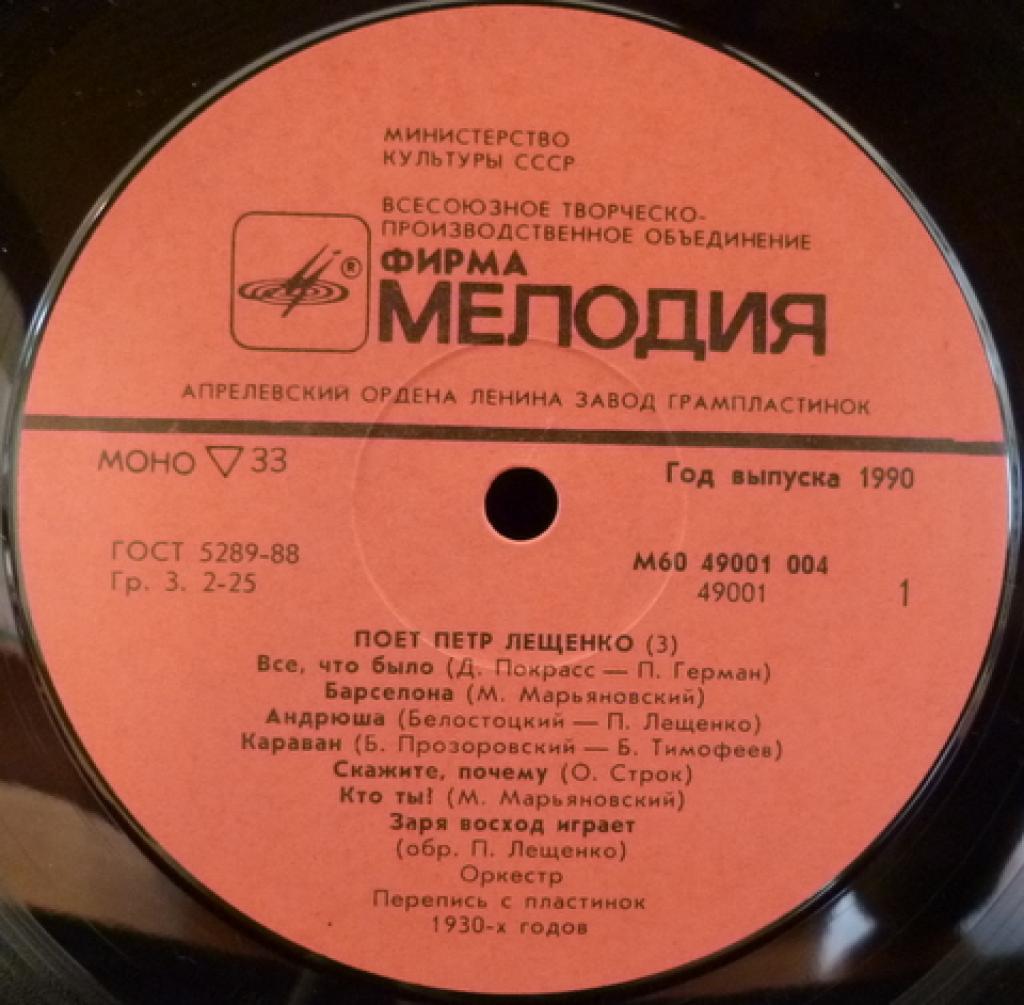 МИНИСТЕРСТВО
КУЛЬТУРЫ СССР
ВСЕСОЮЗНОЕ ТВОРЧЕСКО-
ПРОИЗВОДСТВЕННОЕ ОБЪЕДИНЕНИЕ
®
ФИРМА
МЕЛОДИЯ
АПРЕЛЕВСКИЙ ОРДЕНА ЛЕНИНА ЗАВОД ГРАМПЛАСТИНОК
МОНО ▽ 33
Год выпуска 1990
ГОСТ 5289-88
Гр. 3. 2-25
М60 49001 004
49001
1
ПОЕТ ПЕТР ЛЕЩЕНКО (3)
Все, что было (Д. Покрасс — П. Герман)
Барселона (М. Марьяновский)
Андрюша (Белостоцкий — П. Лещенко)
Караван (Б. Прозоровский — Б. Тимофеев)
Скажите, почему (О. Строк)
Кто ты? (М. Марьяновский)
Заря восход играет
(обр. П. Лещенко)
Оркестр
Перепись с пластинок
1930-х годов